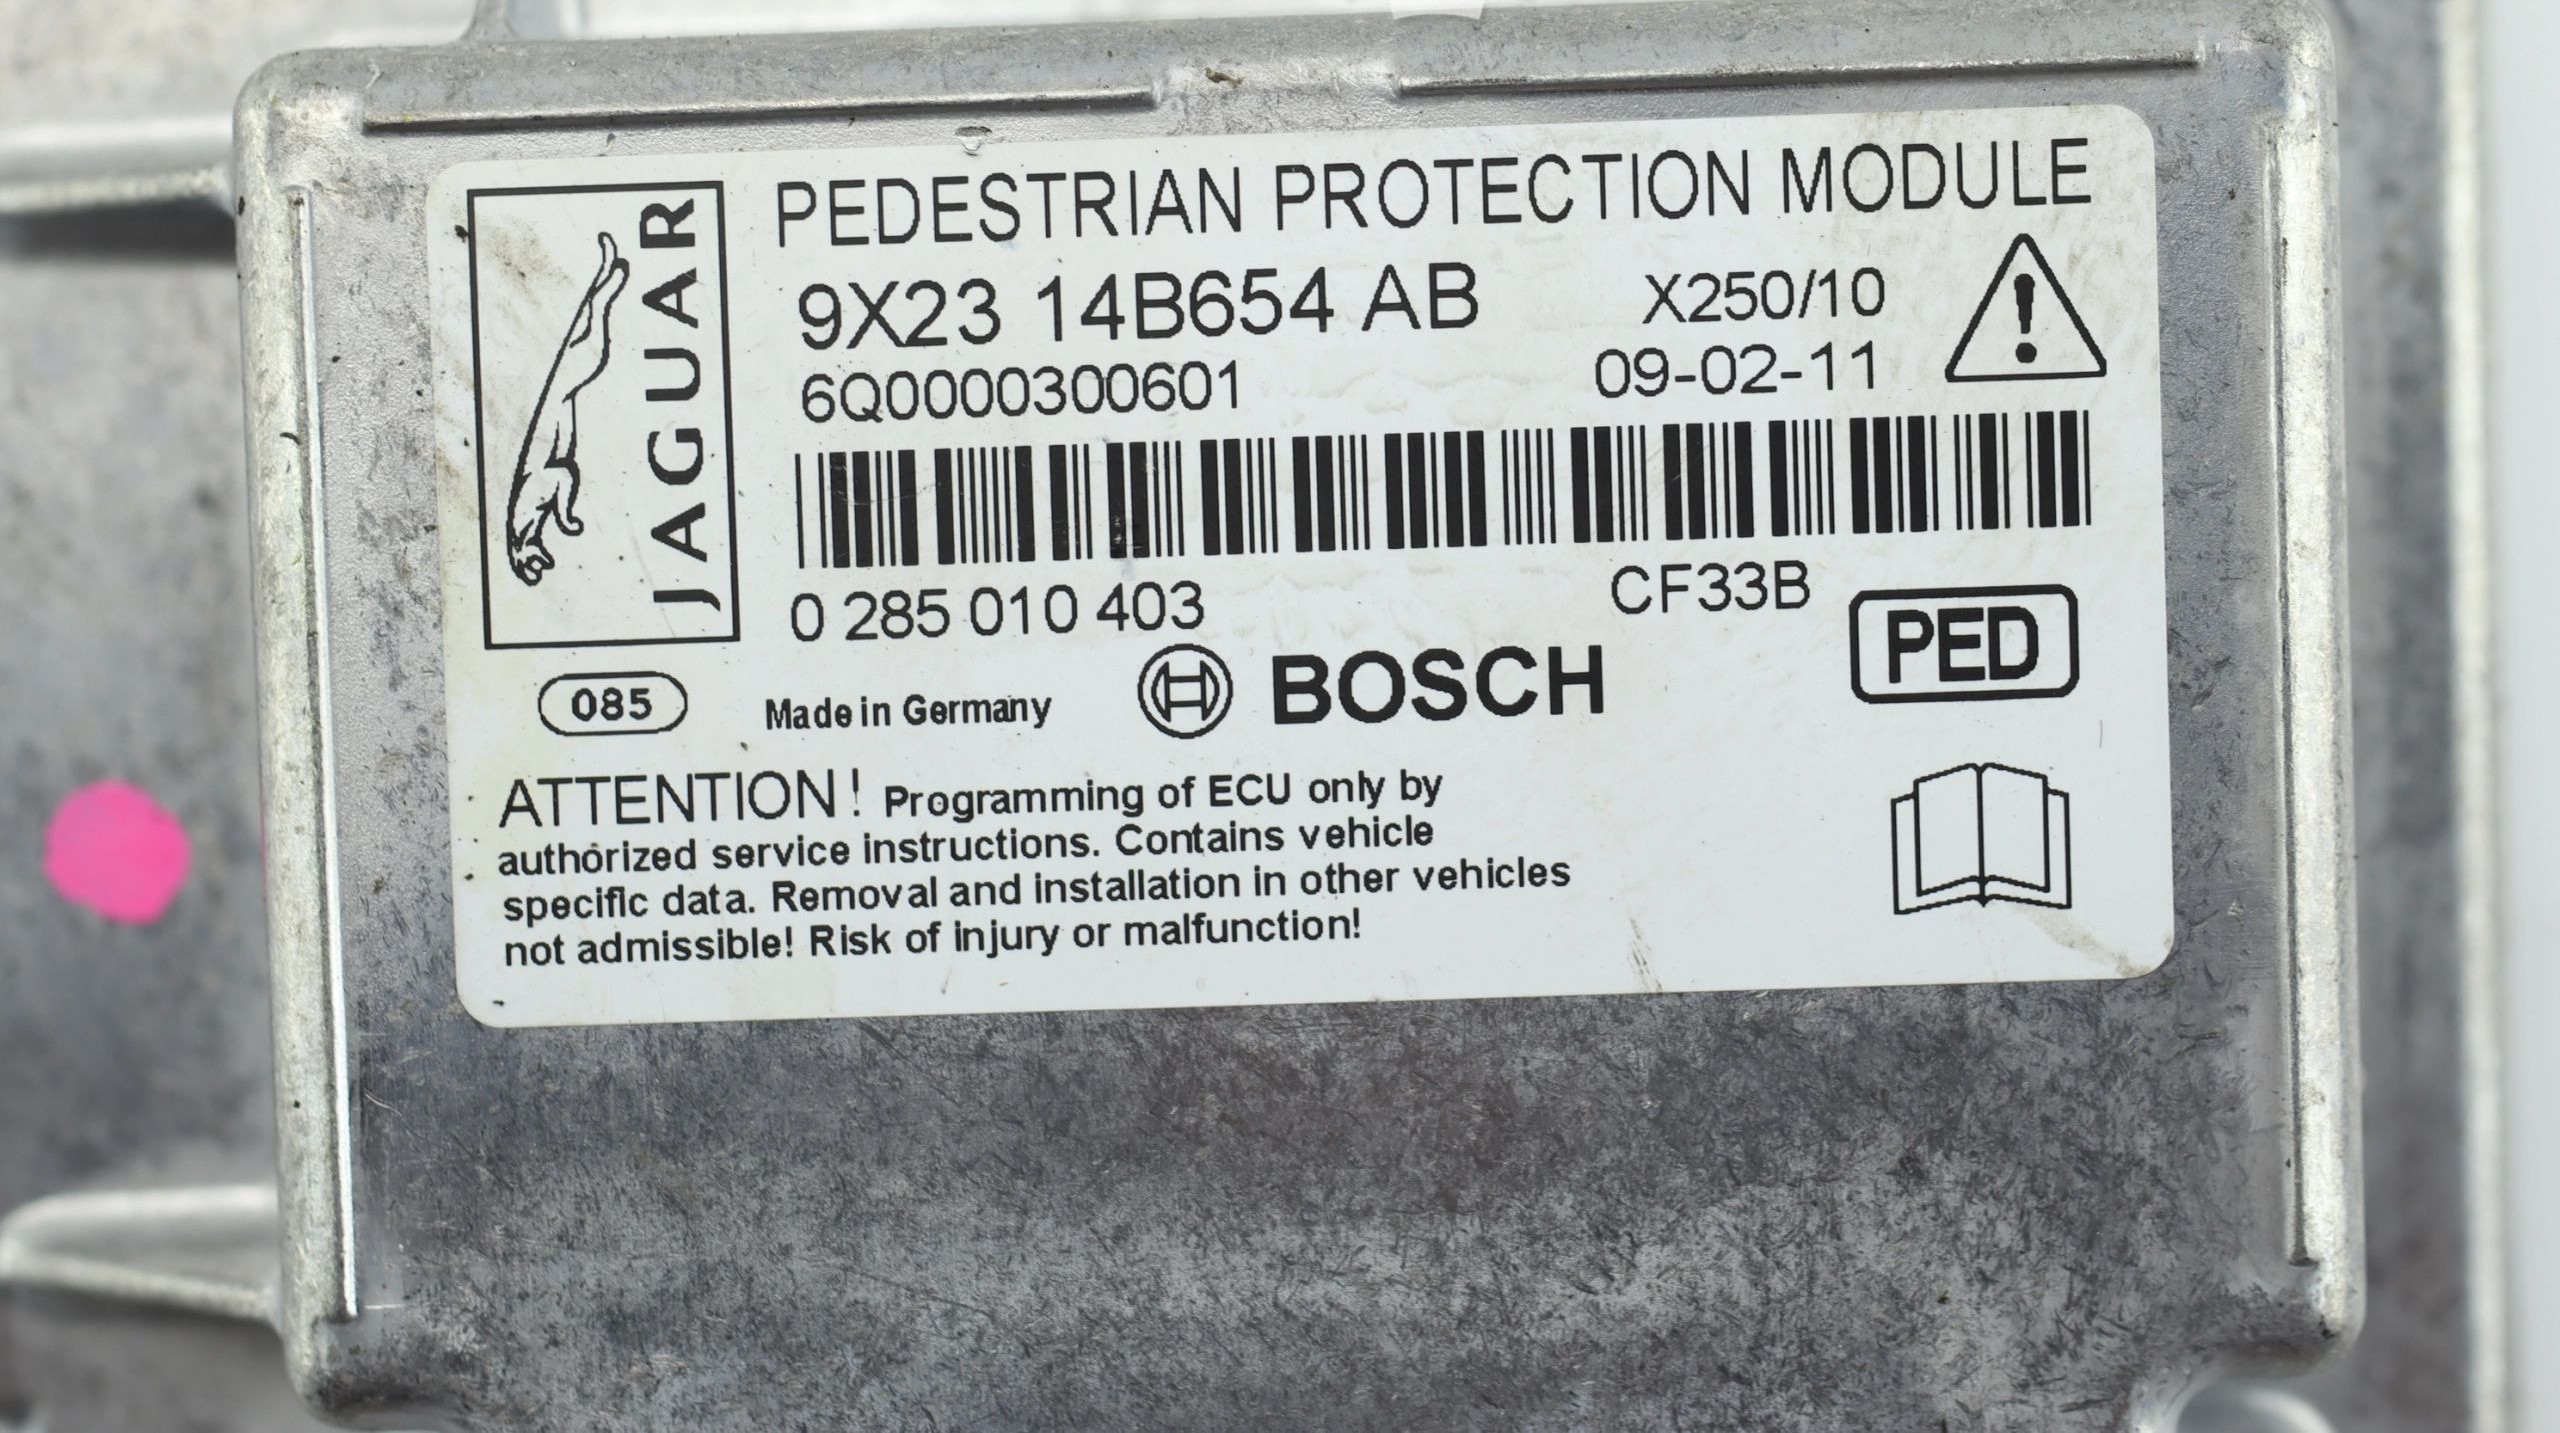 JAGUAR
PEDESTRIAN PROTECTION MODULE
9X23 14B654 AB
X250/10
6Q0000300601
09-02-11
0 285 010 403
CF33B
085
Made in Germany
BOSCH
PED
ATTENTION! Programming of ECU only by
authorized service instructions. Contains vehicle
specific data. Removal and installation in other vehicles
not admissible! Risk of injury or malfunction!